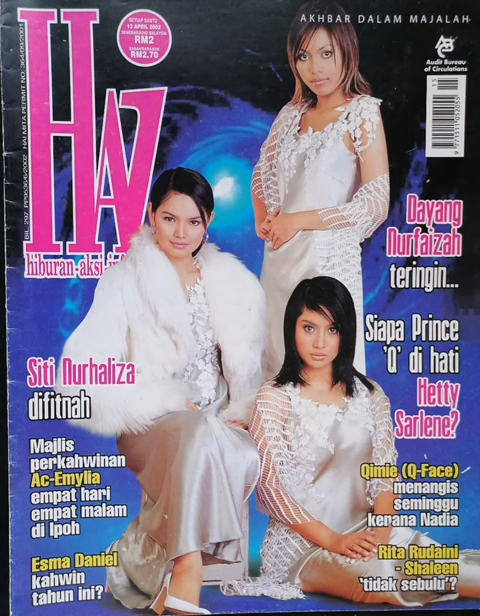 AKHBAR DALAM MAJALAH
SETIAP SABTU
13 APRIL 2002
SEMENANJUNG MALAYSIA
RM2
SABAH/SARAWAK
RM2.70
HAI
hiburan-aksi-inf
Audit Bureau
of Circulations
Dayang
Nurfaizah
teringin...
Siapa Prince
'Q' di hati
Hetty
Sarlene?
Siti Nurhaliza
difitnah
Majlis
perkahwinan
Ac-Emylia
empat hari
empat malam
di Ipoh
Esma Daniel
kahwin
tahun ini?
Qimie (Q-Face)
menangis
seminggu
kerana Nadia
Rita Rudaini
- Shaleen
'tidak sebulu'?